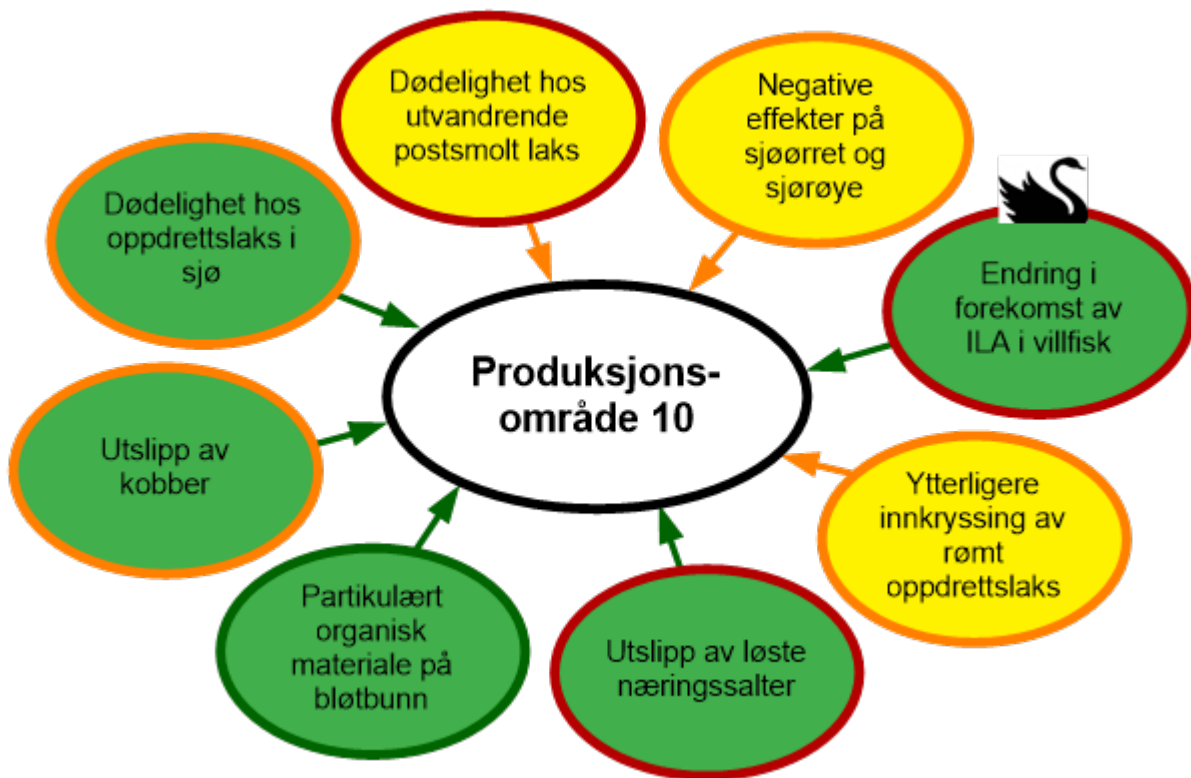 Dødelighet hos
utvandrende
postsmolt laks
Negative
effekter på
sjøørret og
sjørøye
Dødelighet hos
oppdrettslaks i
sjø
Endring i
forekomst av
ILA i villfisk
Produksjons-
område 10
Utslipp av
kobber
Ytterligere
innkryssing av
rømt
oppdrettslaks
Partikulært
organisk
materiale på
bløtbunn
Utslipp av løste
næringssalter